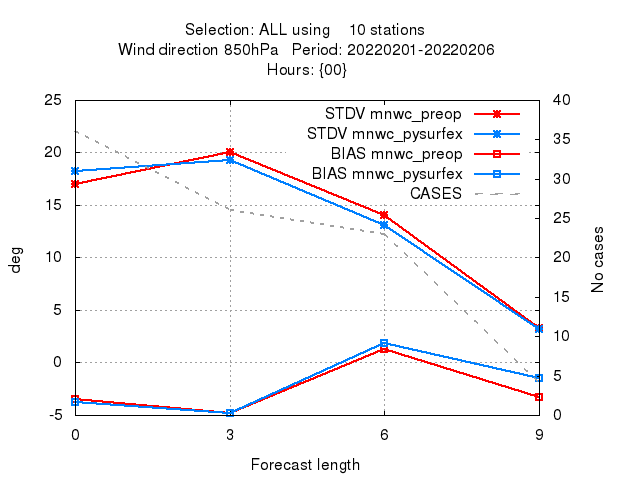 Selection: ALL using    10 stations
Wind direction 850hPa   Period: 20220201-20220206
Hours: {00}
STDV mnwc_preop
STDV mnwc_pysurfex
BIAS mnwc_preop
BIAS mnwc_pysurfex
CASES
25
20
15
10
5
0
-5
deg
40
35
30
25
20
15
10
5
0
No cases
0 3 6 9
Forecast length